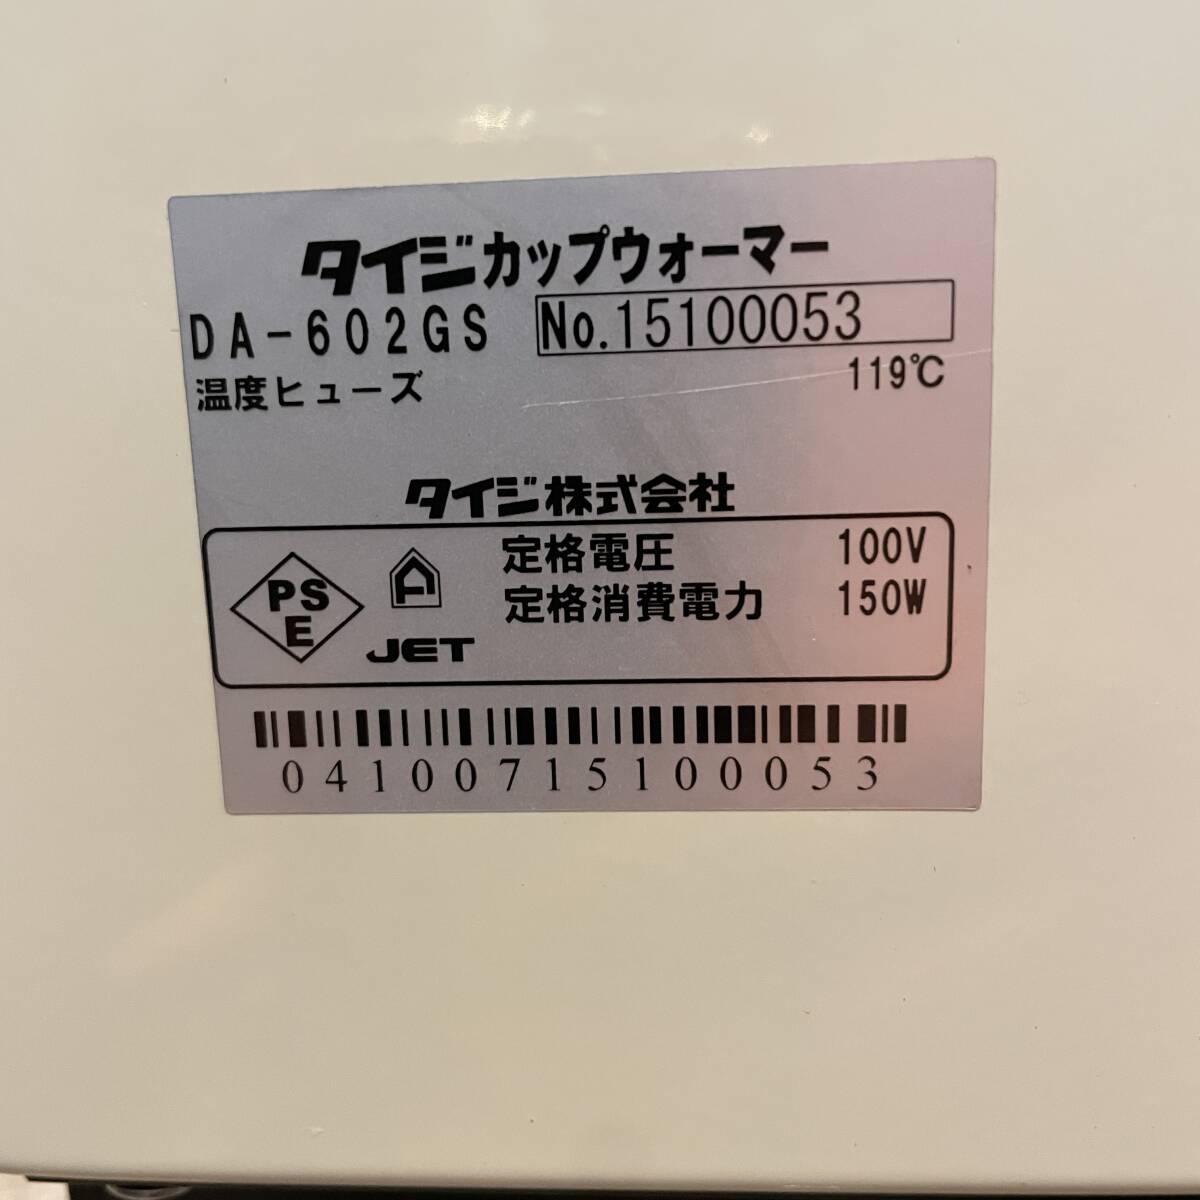 タイジカップウォーマー
DA-602GS No.15100053
温度ヒューズ 119℃
タイジ株式会社
PS
E
JET
定格電圧 100V
定格消費電力 150W
0410071510053